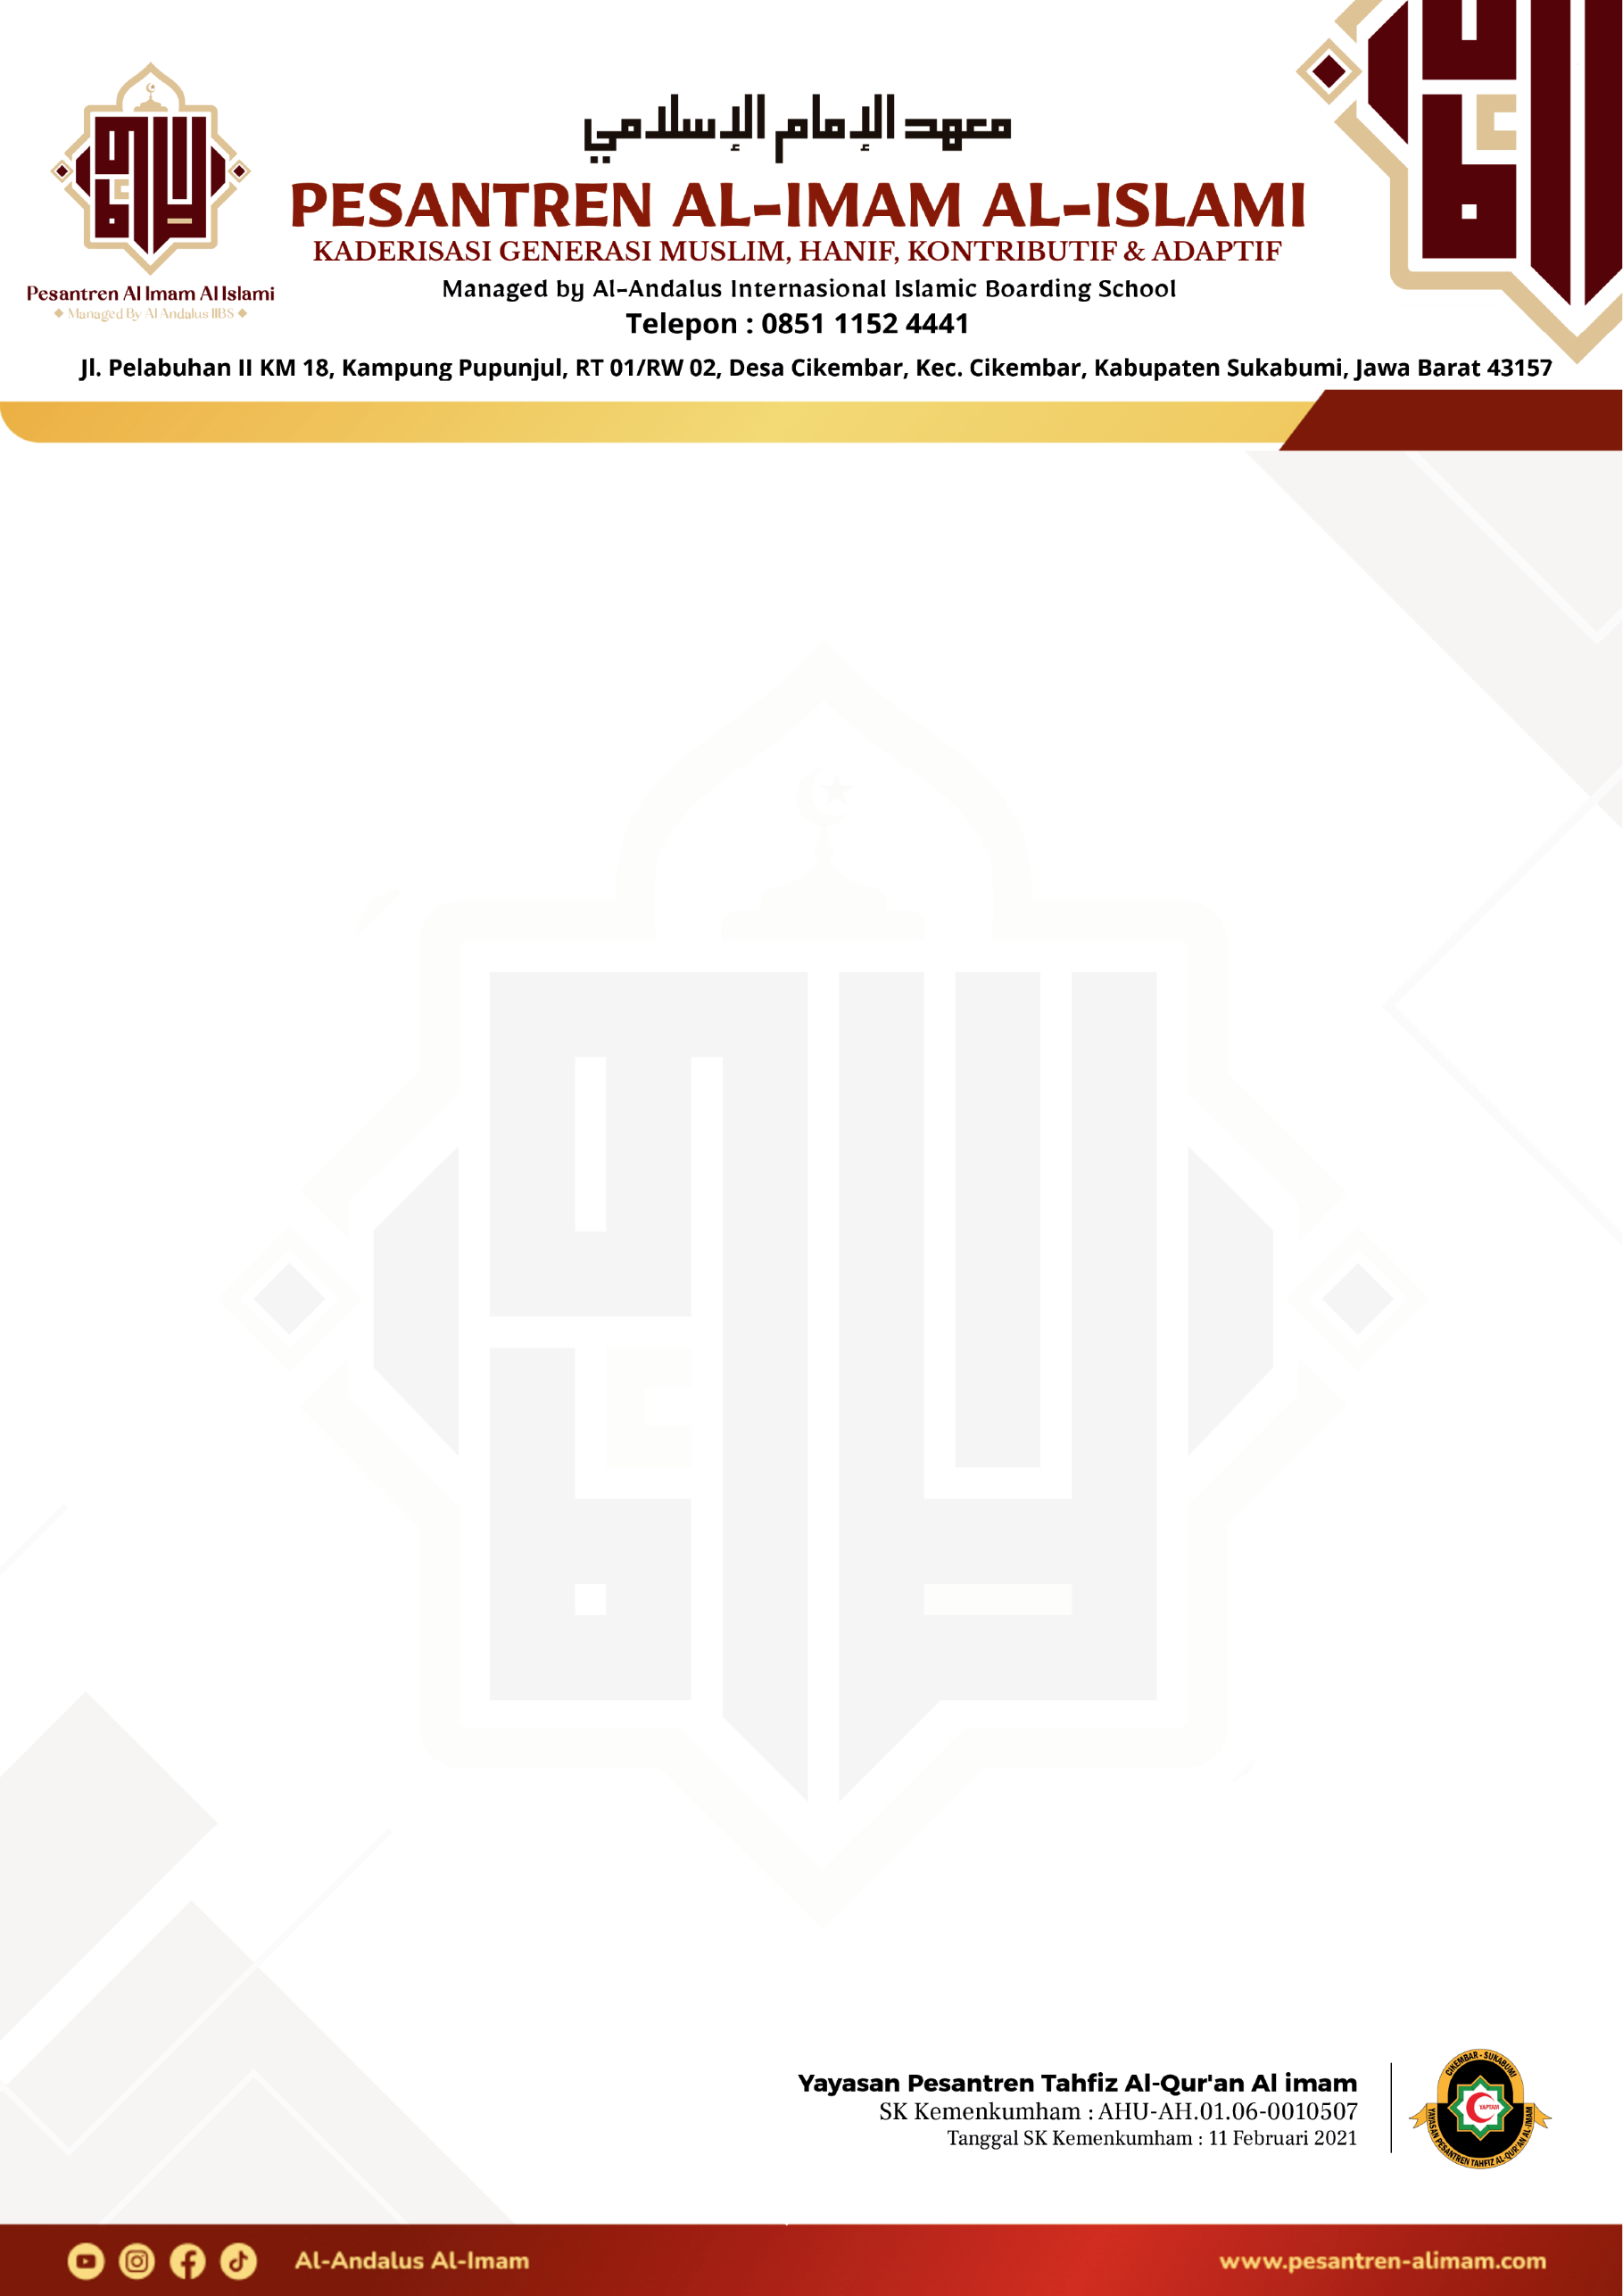 معهد الإمام الإسلامي
PESANTREN AL-IMAM AL-ISLAMI
KADERISASI GENERASI MUSLIM, HANIF, KONTRIBUTIF & ADAPTIF
Managed by Al-Andalus Internasional Islamic Boarding School
Telepon : 0851 1152 4441
Pesantren Al Imam Al Islami
Managed By Al Andalus IIBS
Jl. Pelabuhan II KM 18, Kampung Pupunjul, RT 01/RW 02, Desa Cikembar, Kec. Cikembar, Kabupaten Sukabumi, Jawa Barat 43157
Yayasan Pesantren Tahfiz Al-Qur'an Al imam
SK Kemenkumham : AHU-AH.01.06-0010507
Tanggal SK Kemenkumham : 11 Februari 2021
CIKEMBAR - SUKABUMI
YAPTAM
YAYASAN PESANTREN TAHFIZ AL-QUR'AN AL-IMAM
Al-Andalus Al-Imam
www.pesantren-alimam.com